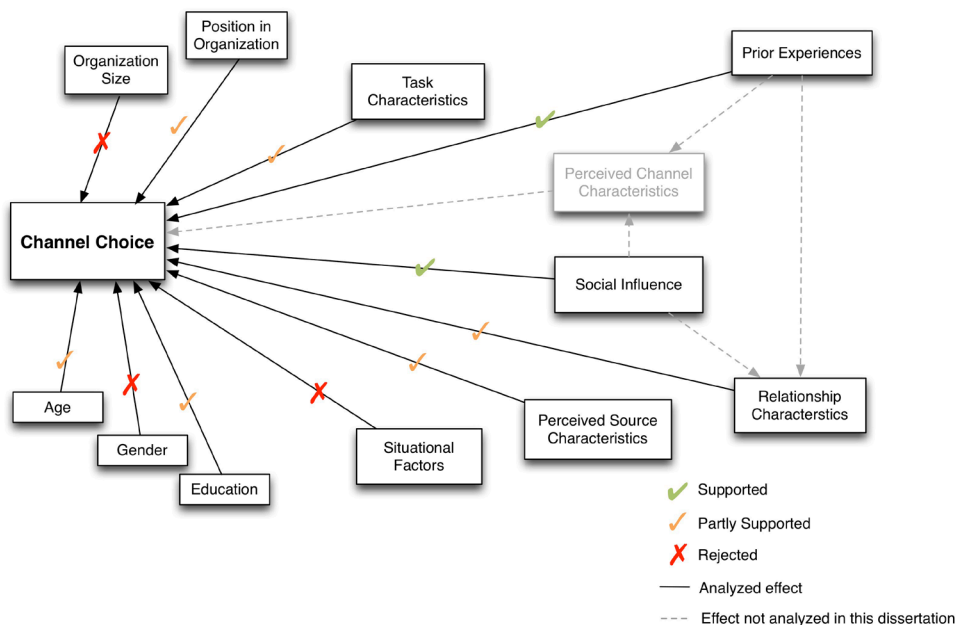 Position in
Organization
Organization
Size
Prior Experiences
Task
Characteristics
Perceived Channel
Characteristics
Channel Choice
Social Influence
Age
Relationship
Characterstics
Perceived Source
Characteristics
Gender
Situational
Factors
Education
Supported
Partly Supported
Rejected
Analyzed effect
Effect not analyzed in this dissertation